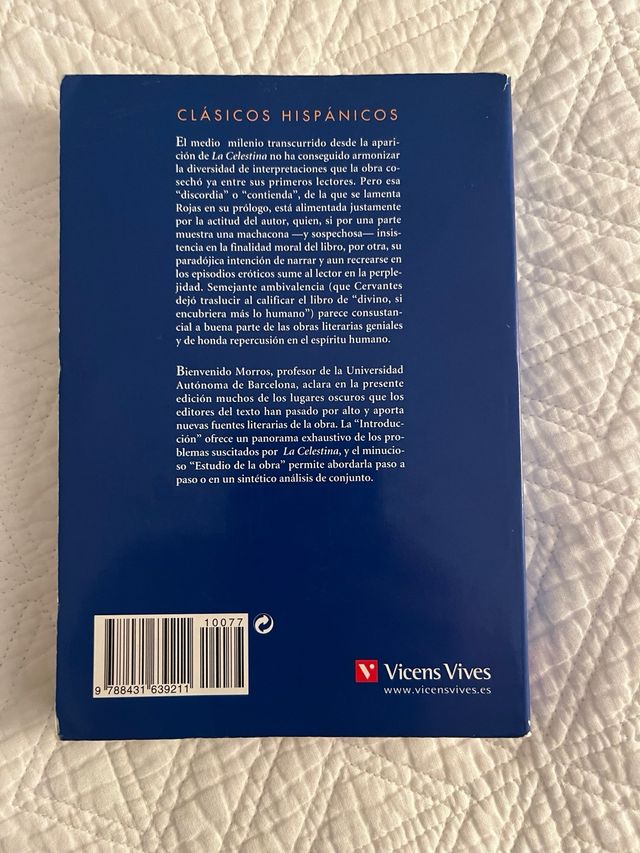 CLÁSICOS HISPÁNICOS
El medio milenio transcurrido desde la apari-
ción de La Celestina no ha conseguido armonizar
la diversidad de interpretaciones que la obra co-
sechó ya entre sus primeros lectores. Pero esa
“discordia” o “contienda”, de la que se lamenta
Rojas en su prólogo, está alimentada justamente
por la actitud del autor, quien, si por una parte
muestra una machacona —y sospechosa— insis-
tencia en la finalidad moral del libro, por otra, su
paradójica intención de narrar y aun recrearse en
los episodios eróticos sume al lector en la perple-
jidad. Semejante ambivalencia (que Cervantes
dejó traslucir al calificar el libro de “divino, si
encubriera más lo humano”) parece consustan-
cial a buena parte de las obras literarias geniales
y de honda repercusión en el espíritu humano.
Bienvenido Morros, profesor de la Universidad
Autónoma de Barcelona, aclara en la presente
edición muchos de los lugares oscuros que los
editores del texto han pasado por alto y aporta
nuevas fuentes literarias de la obra. La “Introduc-
ción” ofrece un panorama exhaustivo de los pro-
blemas suscitados por La Celestina, y el minucio-
so “Estudio de la obra” permite abordarla paso a
paso o en un sintético análisis de conjunto.
10077
9 788431 639211
Vicens Vives
www.vicensvives.es